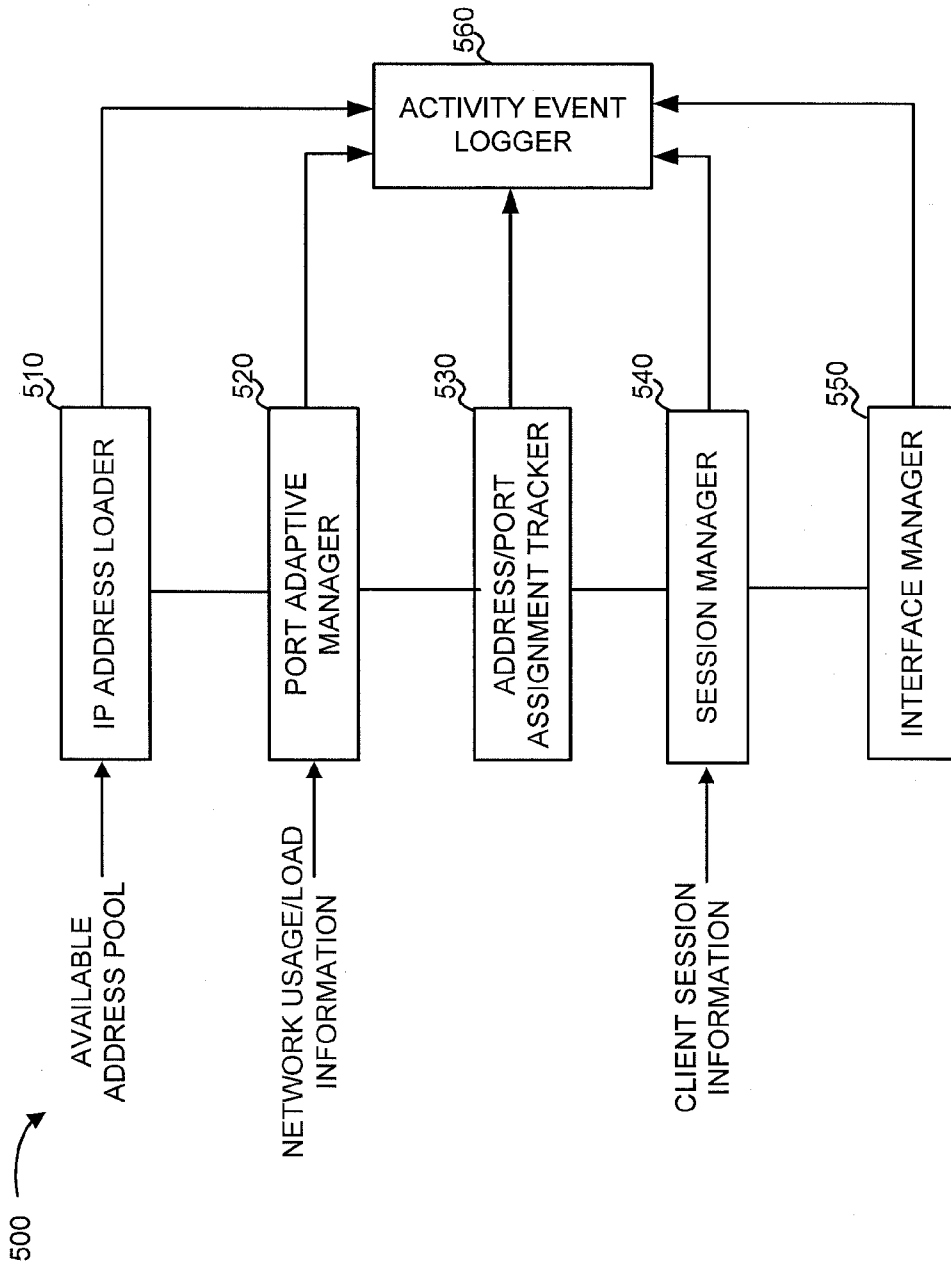 500
AVAILABLE
ADDRESS POOL
510
IP ADDRESS LOADER
NETWORK USAGE/LOAD
INFORMATION
520
PORT ADAPTIVE
MANAGER
530
ADDRESS/PORT
ASSIGNMENT TRACKER
CLIENT SESSION
INFORMATION
540
SESSION MANAGER
550
INTERFACE MANAGER
560
ACTIVITY EVENT
LOGGER